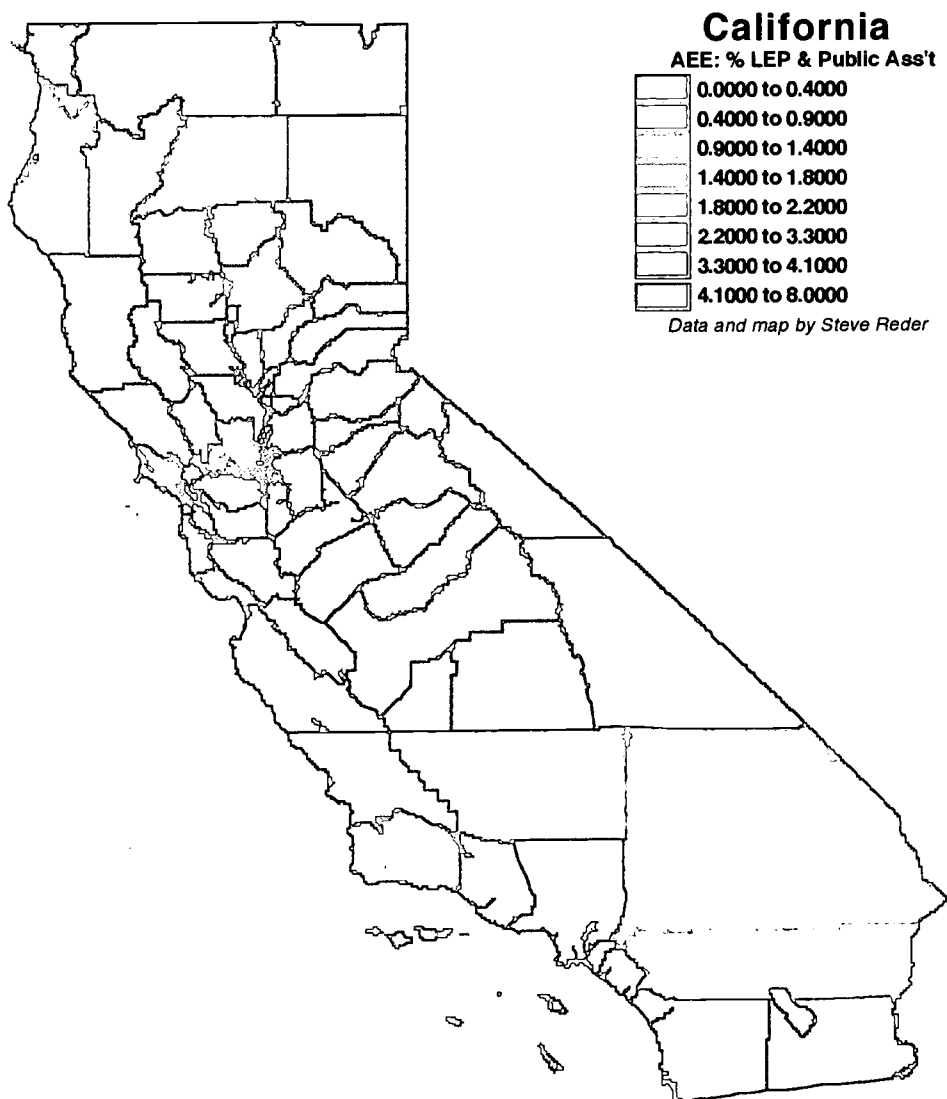 California
AEE: % LEP & Public Ass't
0.0000 to 0.4000
0.4000 to 0.9000
0.9000 to 1.4000
1.4000 to 1.8000
1.8000 to 2.2000
2.2000 to 3.3000
3.3000 to 4.1000
4.1000 to 8.0000
Data and map by Steve Reder